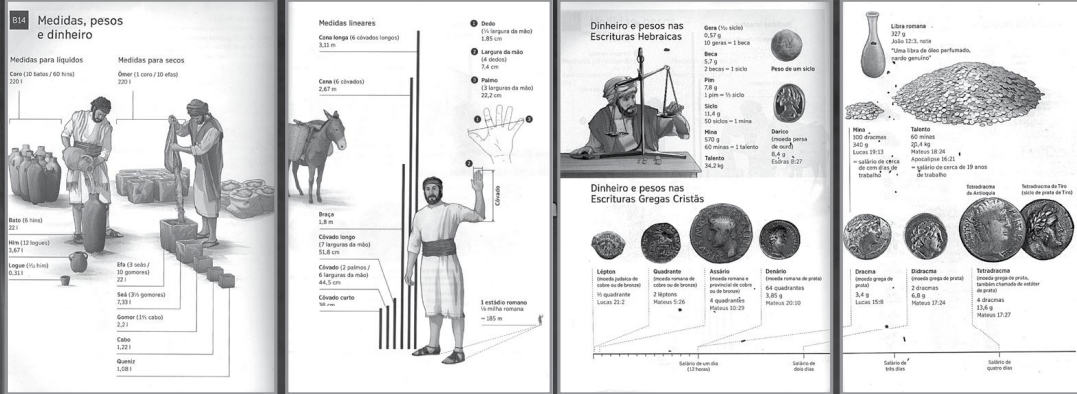 B14
Medidas, pesos
e dinheiro
Medidas para líquidos
Coro (10 batos / 60 hins)
220 l
Bato (6 hins)
22 l
Him (12 logues)
3,67 l
Logue (¹⁄₁₂ him)
0,31 l
Medidas para secos
Ômer (1 coro / 10 efas)
220 l
Efa (3 seás /
10 gomores)
22 l
Seá (3⅓ gomores)
7,33 l
Gomor (1⅘ cabo)
2,2 l
Cabo
1,22 l
Queniz
1,08 l
Medidas lineares
Cana longa (6 côvados longos)
3,11 m
Cana (6 côvados)
2,67 m
Braça
1,8 m
Côvado longo
(7 larguras da mão)
51,8 cm
Côvado (2 palmos /
6 larguras da mão)
44,5 cm
Côvado curto
38 cm
1 Dedo
(¼ largura da mão)
1,85 cm
2 Largura da mão
(4 dedos)
7,4 cm
3 Palmo
(3 larguras da mão)
22,2 cm
1
3
2
Côvado
1 estádio romano
⅛ milha romana
= 185 m
Dinheiro e pesos nas
Escrituras Hebraicas
Gera (¹⁄₂₀ siclo)
0,57 g
10 geras = 1 beca
Beca
5,7 g
2 becas = 1 siclo
Pim
7,8 g
1 pim = ⅔ siclo
Siclo
11,4 g
50 siclos = 1 mina
Mina
570 g
60 minas = 1 talento
Talento
34,2 kg
Peso de um siclo
Darico
(moeda persa
de ouro)
8,4 g
Esdras 8:27
Dinheiro e pesos nas
Escrituras Gregas Cristãs
Lépton
(moeda judaica de
cobre ou de bronze)
½ quadrante
Lucas 21:2
Quadrante
(moeda romana de
cobre ou de bronze)
2 léptons
Mateus 5:26
Assário
(moeda romana e
provincial de cobre
ou de bronze)
4 quadrantes
Mateus 10:29
Denário
(moeda romana de prata)
64 quadrantes
3,85 g
Mateus 20:10
Salário de um dia
(12 horas)
Salário de
dois dias
Libra romana
327 g
João 12:3, nota
"Uma libra de óleo perfumado,
nardo genuíno"
Mina
100 dracmas
340 g
Lucas 19:13
= salário de cerca
de cem dias de
trabalho
Talento
60 minas
20,4 kg
Mateus 18:24
Apocalipse 16:21
= salário de cerca de 19 anos
de trabalho
Tetradracma
da Antioquia
Tetradracma de Tiro
(siclo de prata de Tiro)
Dracma
(moeda grega de
prata)
3,4 g
Lucas 15:8
Didracma
(moeda grega de prata)
2 dracmas
6,8 g
Mateus 17:24
Tetradracma
(moeda grega de prata,
também chamada de estáter
de prata)
4 dracmas
13,6 g
Mateus 17:27
Salário de
três dias
Salário de
quatro dias